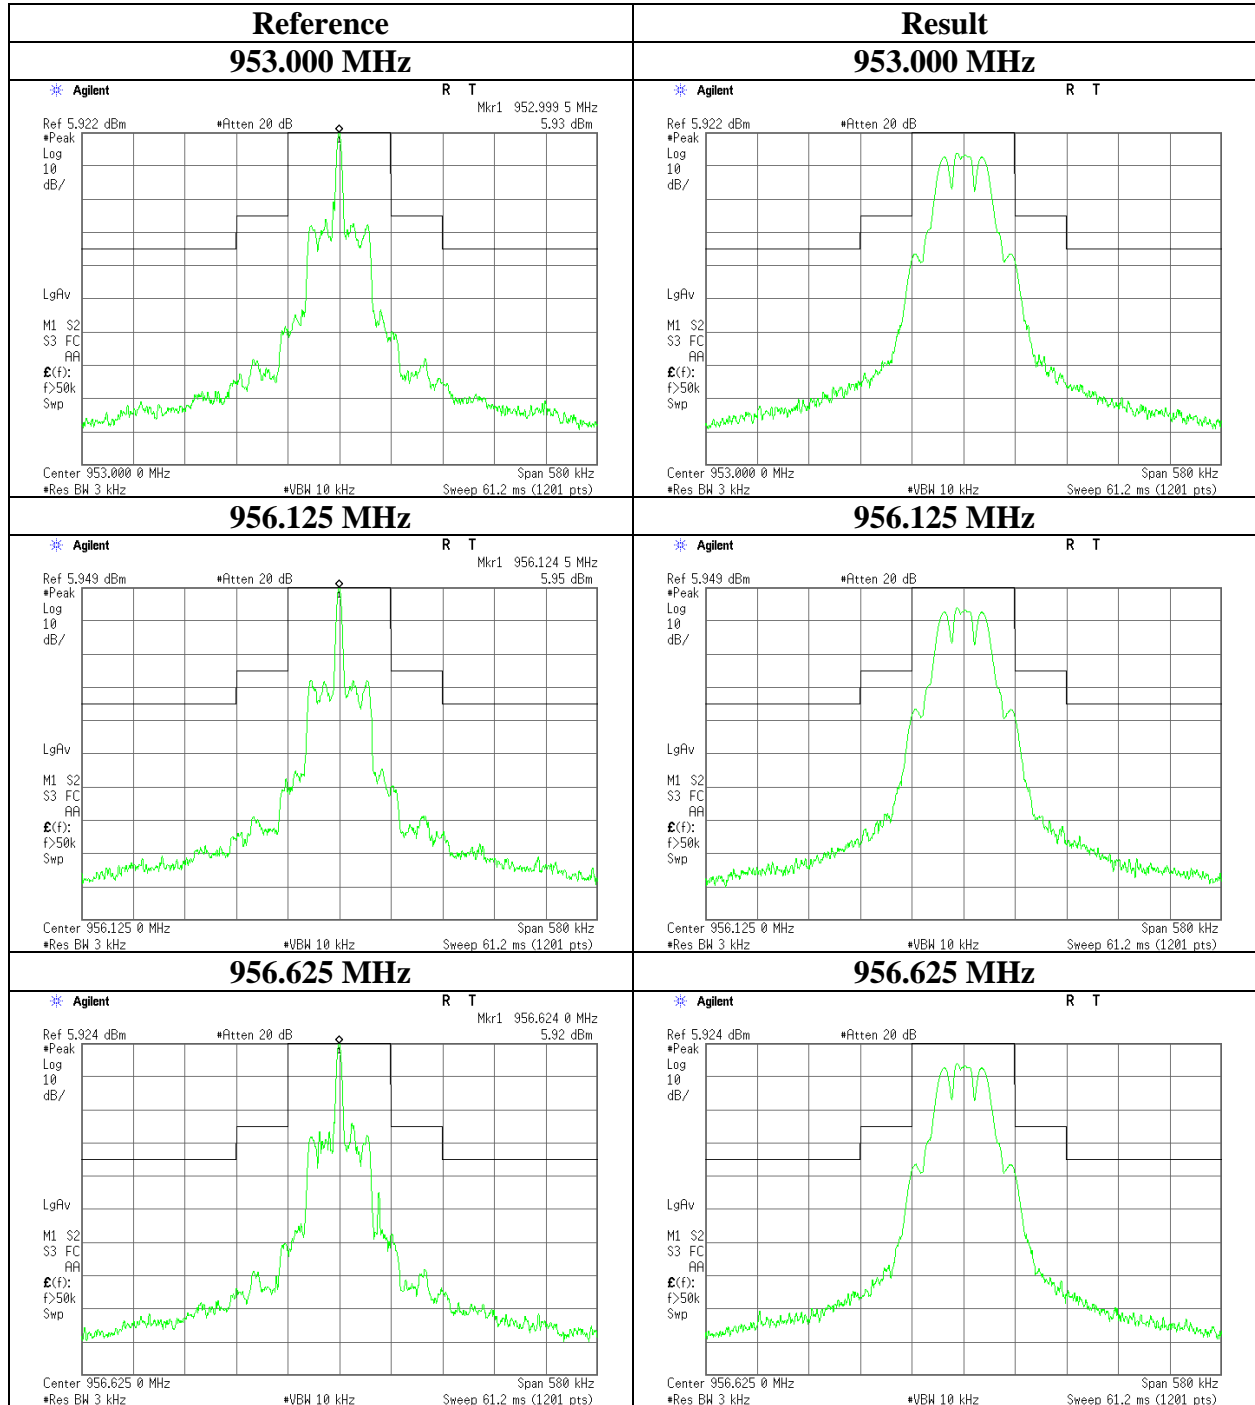 Reference
Result
953.000 MHz
953.000 MHz
Agilent
R T
Mkr1 952.999 5 MHz
Ref 5.922 dBm
#Atten 20 dB
5.93 dBm
#Peak
Log
10
dB/
LgAv
M1 S2
S3 FC
AA
£(f):
f>50k
Swp
Center 953.000 0 MHz
Span 580 kHz
#Res BW 3 kHz
#VBW 10 kHz
Sweep 61.2 ms (1201 pts)
Agilent
R T
Ref 5.922 dBm
#Atten 20 dB
#Peak
Log
10
dB/
LgAv
M1 S2
S3 FC
AA
£(f):
f>50k
Swp
Center 953.000 0 MHz
Span 580 kHz
#Res BW 3 kHz
#VBW 10 kHz
Sweep 61.2 ms (1201 pts)
956.125 MHz
956.125 MHz
Agilent
R T
Mkr1 956.124 5 MHz
Ref 5.949 dBm
#Atten 20 dB
5.95 dBm
#Peak
Log
10
dB/
1
LgAv
M1 S2
S3 FC
AA
£(f):
f>50k
Swp
Center 956.125 0 MHz
Span 580 kHz
#Res BW 3 kHz
#VBW 10 kHz
Sweep 61.2 ms (1201 pts)
Agilent
R T
Ref 5.949 dBm
#Atten 20 dB
#Peak
Log
10
dB/
LgAv
M1 S2
S3 FC
AA
£(f):
f>50k
Swp
Center 956.125 0 MHz
Span 580 kHz
#Res BW 3 kHz
#VBW 10 kHz
Sweep 61.2 ms (1201 pts)
956.625 MHz
956.625 MHz
Agilent
R T
Mkr1 956.624 0 MHz
Ref 5.924 dBm
#Atten 20 dB
5.92 dBm
#Peak
Log
10
dB/
LgAv
M1 S2
S3 FC
AA
£(f):
f>50k
Swp
Center 956.625 0 MHz
Span 580 kHz
#Res BW 3 kHz
#VBW 10 kHz
Sweep 61.2 ms (1201 pts)
Agilent
R T
Ref 5.924 dBm
#Atten 20 dB
#Peak
Log
10
dB/
LgAv
M1 S2
S3 FC
AA
£(f):
f>50k
Swp
Center 956.625 0 MHz
Span 580 kHz
#Res BW 3 kHz
#VBW 10 kHz
Sweep 61.2 ms (1201 pts)